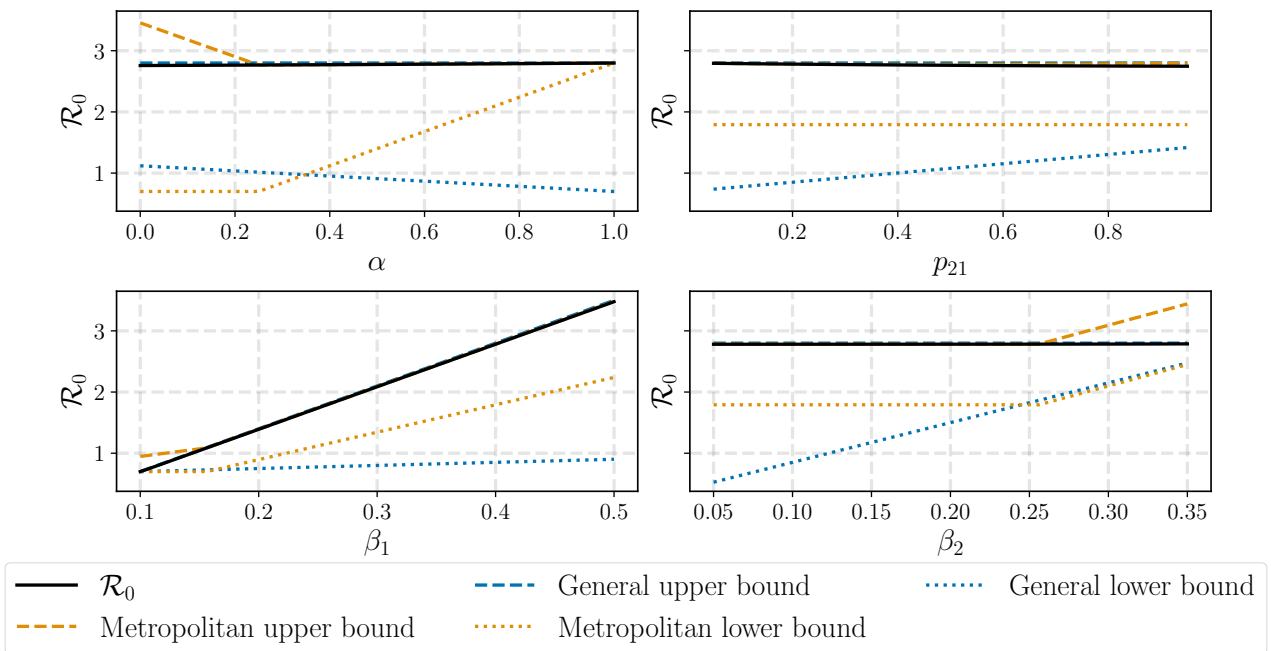 3
2
1
R₀
0.0 0.2 0.4 0.6 0.8 1.0
α
R₀
0.2 0.4 0.6 0.8
p₂₁
3
2
1
R₀
0.1 0.2 0.3 0.4 0.5
β₁
R₀
0.05 0.10 0.15 0.20 0.25 0.30 0.35
β₂
R₀ General upper bound General lower bound
Metropolitan upper bound Metropolitan lower bound